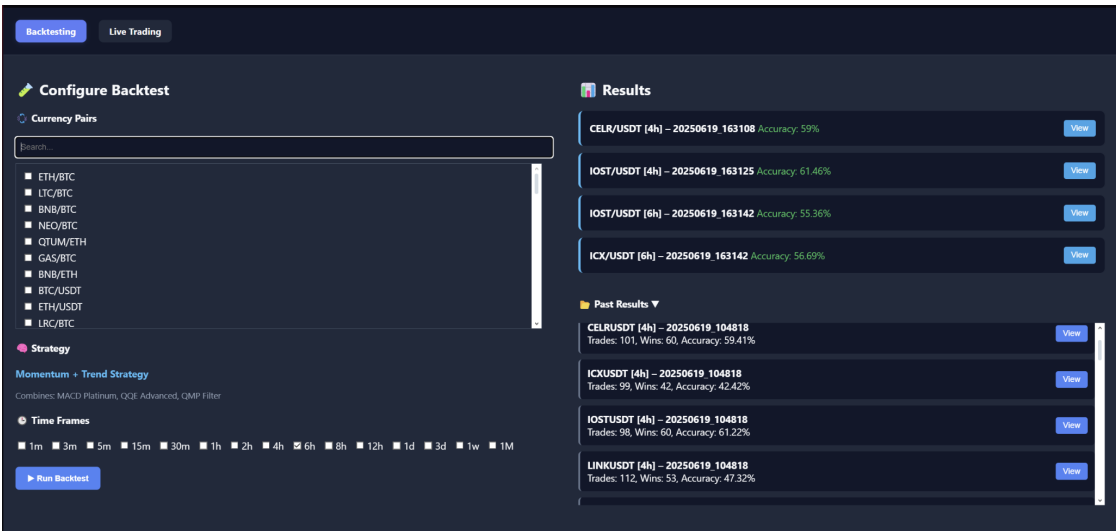 Backtesting
Live Trading
Configure Backtest
Currency Pairs
Search...
ETH/BTC
LTC/BTC
BNB/BTC
NEO/BTC
QTUM/ETH
GAS/BTC
BNB/ETH
BTC/USDT
ETH/USDT
LRC/BTC
Strategy
Momentum + Trend Strategy
Combines: MACD Platinum, QQE Advanced, QMP Filter
Time Frames
1m 3m 5m 15m 30m 1h 2h 4h 6h 8h 12h 1d 3d 1w 1M
▶ Run Backtest
Results
CELR/USDT [4h] – 20250619_163108 Accuracy: 59% View
IOST/USDT [4h] – 20250619_163125 Accuracy: 61.46% View
IOST/USDT [6h] – 20250619_163142 Accuracy: 55.36% View
ICX/USDT [6h] – 20250619_163142 Accuracy: 56.69% View
Past Results ▼
CELRUSDT [4h] – 20250619_104818
Trades: 101, Wins: 60, Accuracy: 59.41%
View
ICXUSDT [4h] – 20250619_104818
Trades: 99, Wins: 42, Accuracy: 42.42%
View
IOSTUSDT [4h] – 20250619_104818
Trades: 98, Wins: 60, Accuracy: 61.22%
View
LINKUSDT [4h] – 20250619_104818
Trades: 112, Wins: 53, Accuracy: 47.32%
View